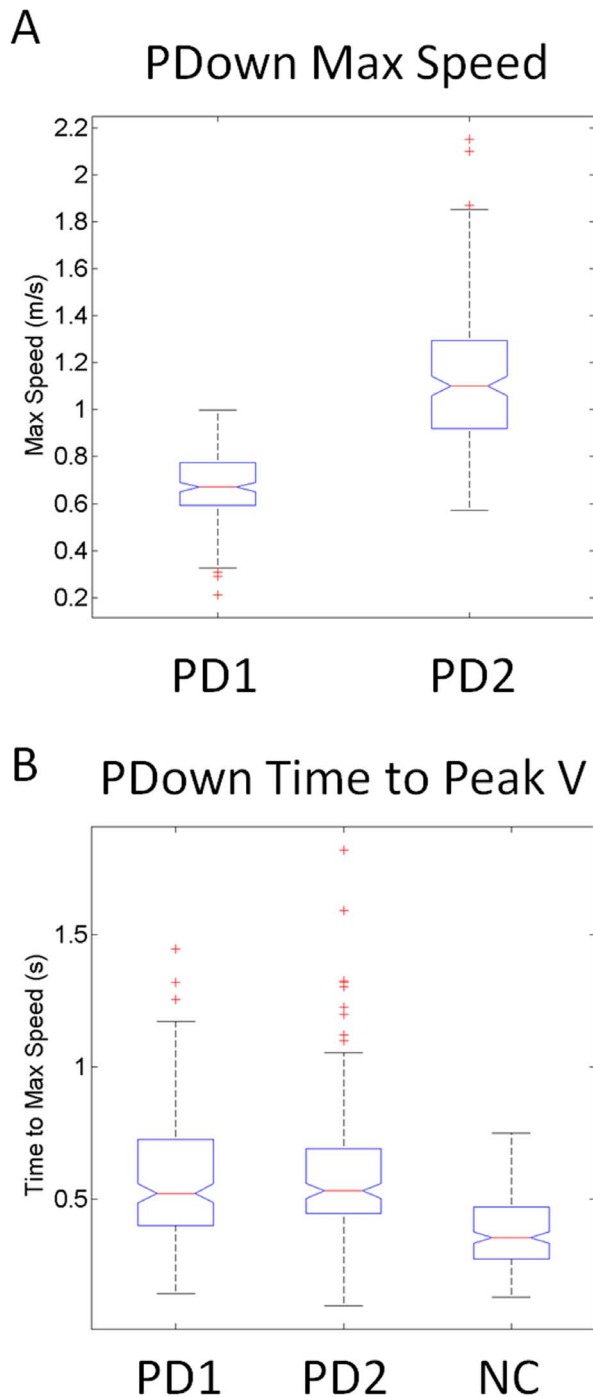 A
PDown Max Speed
2.2
2
1.8
1.6
1.4
1.2
1
0.8
0.6
0.4
0.2
Max Speed (m/s)
PD1 PD2
B
PDown Time to Peak V
1.5
1
0.5
Time to Max Speed (s)
PD1 PD2 NC